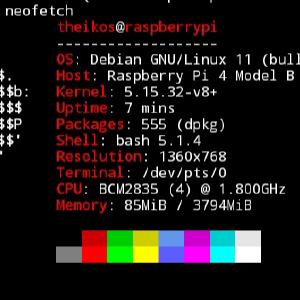 neofetch
theikos@raspberrypi
-------------------
OS: Debian GNU/Linux 11 (bull
$. Host: Raspberry Pi 4 Model B
$$b: Kernel: 5.15.32-v8+
$$$ Uptime: 7 mins
$$P Packages: 555 (dpkg)
$$' Shell: bash 5.1.4
' Resolution: 1360x768
Terminal: /dev/pts/0
CPU: BCM2835 (4) @ 1.800GHz
Memory: 85MiB / 3794MiB